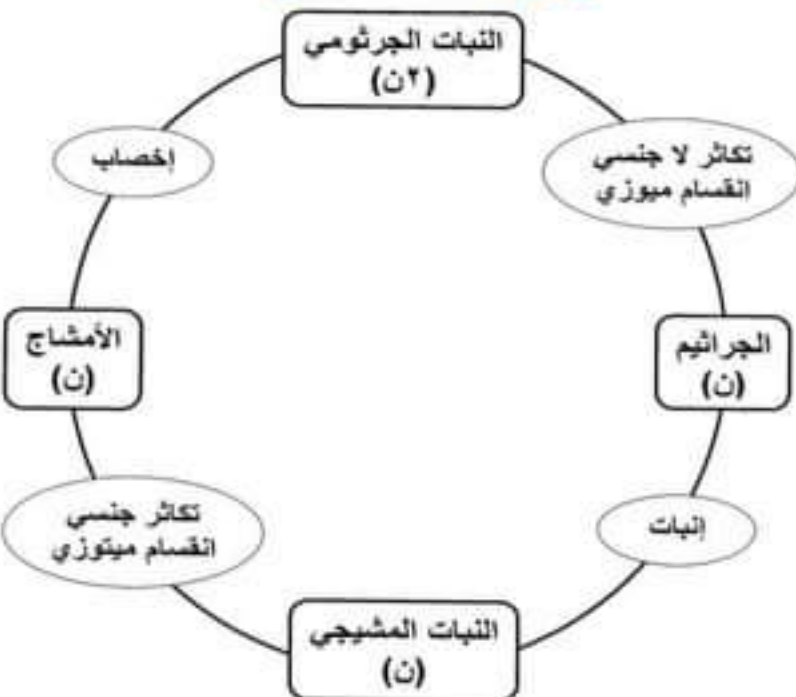 النبات الجرثومي
(٢ن)
تكاثر لا جنسي
انقسام ميوزي
الجراثيم
(ن)
إنبات
النبات المشيجي
(ن)
تكاثر جنسي
انقسام ميتوزي
الأمشاج
(ن)
إخصاب